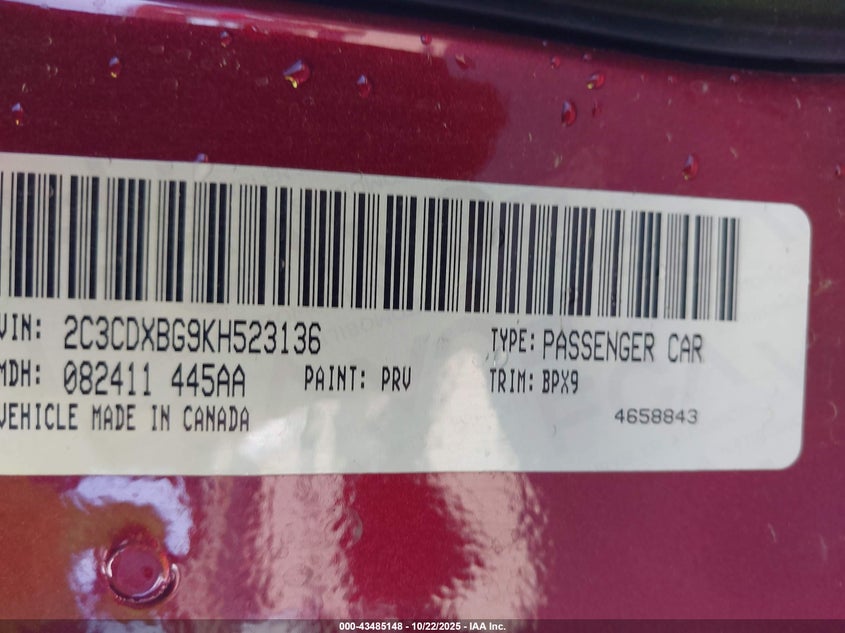 VIN: 2C3CDXBG9KH523136 TYPE: PASSENGER CAR
MDH: 082411 445AA PAINT: PRV TRIM: BPX9
VEHICLE MADE IN CANADA 4658843
000-43485148 - 10/22/2025 - IAA Inc.